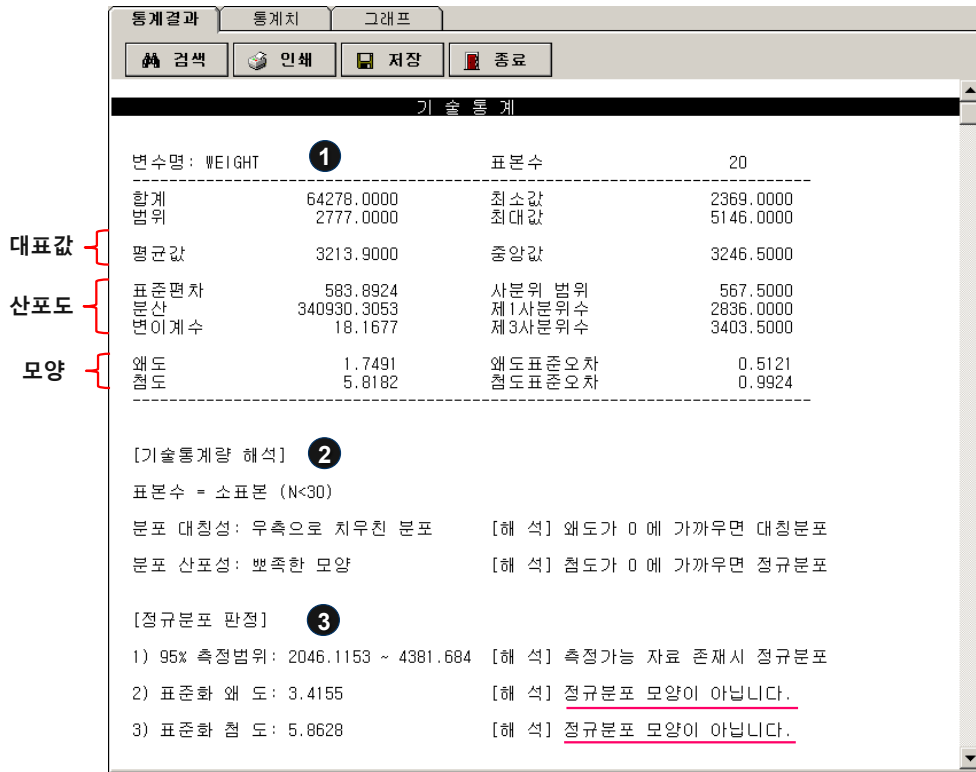 통계결과 통계치 그래프
검색 인쇄 저장 종료
기 술 통 계
변수명: WEIGHT 1 표본수 20
합계 64278.0000 최소값 2369.0000
범위 2777.0000 최대값 5146.0000
대표값
평균값 3213.9000 중앙값 3246.5000
표준편차 583.8924 사분위 범위 567.5000
산포도
분산 340930.3053 제1사분위수 2836.0000
변이계수 18.1677 제3사분위수 3403.5000
왜도 1.7491 왜도표준오차 0.5121
모양
첨도 5.8182 첨도표준오차 0.9924
[기술통계량 해석] 2
표본수 = 소표본 (N<30)
분포 대칭성: 우측으로 치우친 분포 [해 석] 왜도가 0 에 가까우면 대칭분포
분포 산포성: 뾰족한 모양 [해 석] 첨도가 0 에 가까우면 정규분포
[정규분포 판정] 3
1) 95% 측정범위: 2046.1153 ~ 4381.684 [해 석] 측정가능 자료 존재시 정규분포
2) 표준화 왜 도: 3.4155 [해 석] 정규분포 모양이 아닙니다.
3) 표준화 첨 도: 5.8628 [해 석] 정규분포 모양이 아닙니다.